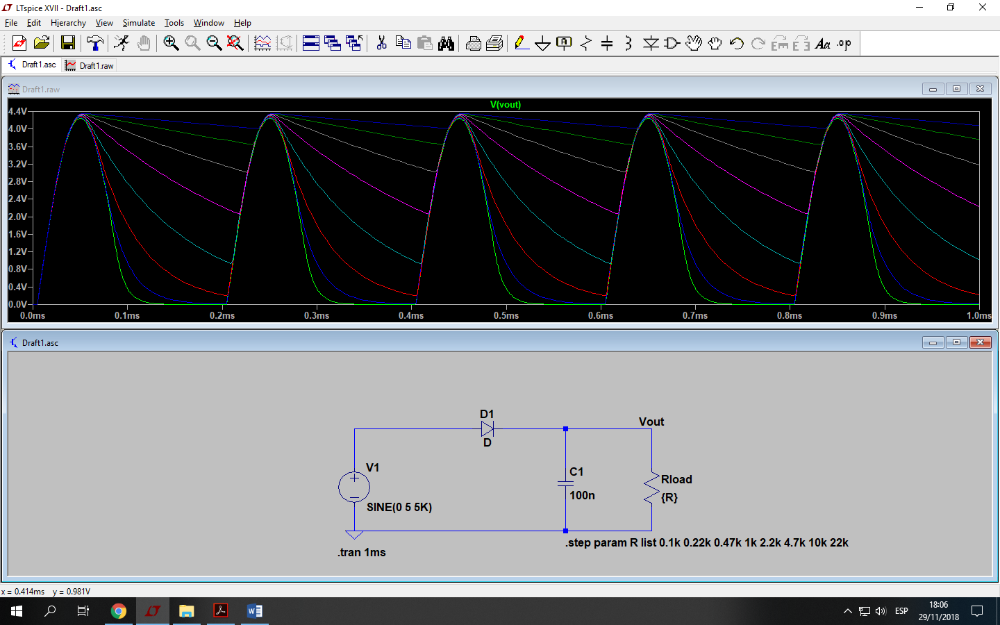 LTspice XVII - Draft1.asc
File Edit Hierarchy View Simulate Tools Window Help
A Aa .op
Draft1.asc Draft1.raw
Draft1.raw
V(vout)
4.4V
4.0V
3.6V
3.2V
2.8V
2.4V
2.0V
1.6V
1.2V
0.8V
0.4V
0.0V
0.0ms 0.1ms 0.2ms 0.3ms 0.4ms 0.5ms 0.6ms 0.7ms 0.8ms 0.9ms 1.0ms
Draft1.asc
D1
D
Vout
V1
SINE(0 5 5K)
C1
100n
Rload
{R}
.step param R list 0.1k 0.22k 0.47k 1k 2.2k 4.7k 10k 22k
.tran 1ms
x = 0.414ms y = 0.981V
ESP
18:06
29/11/2018